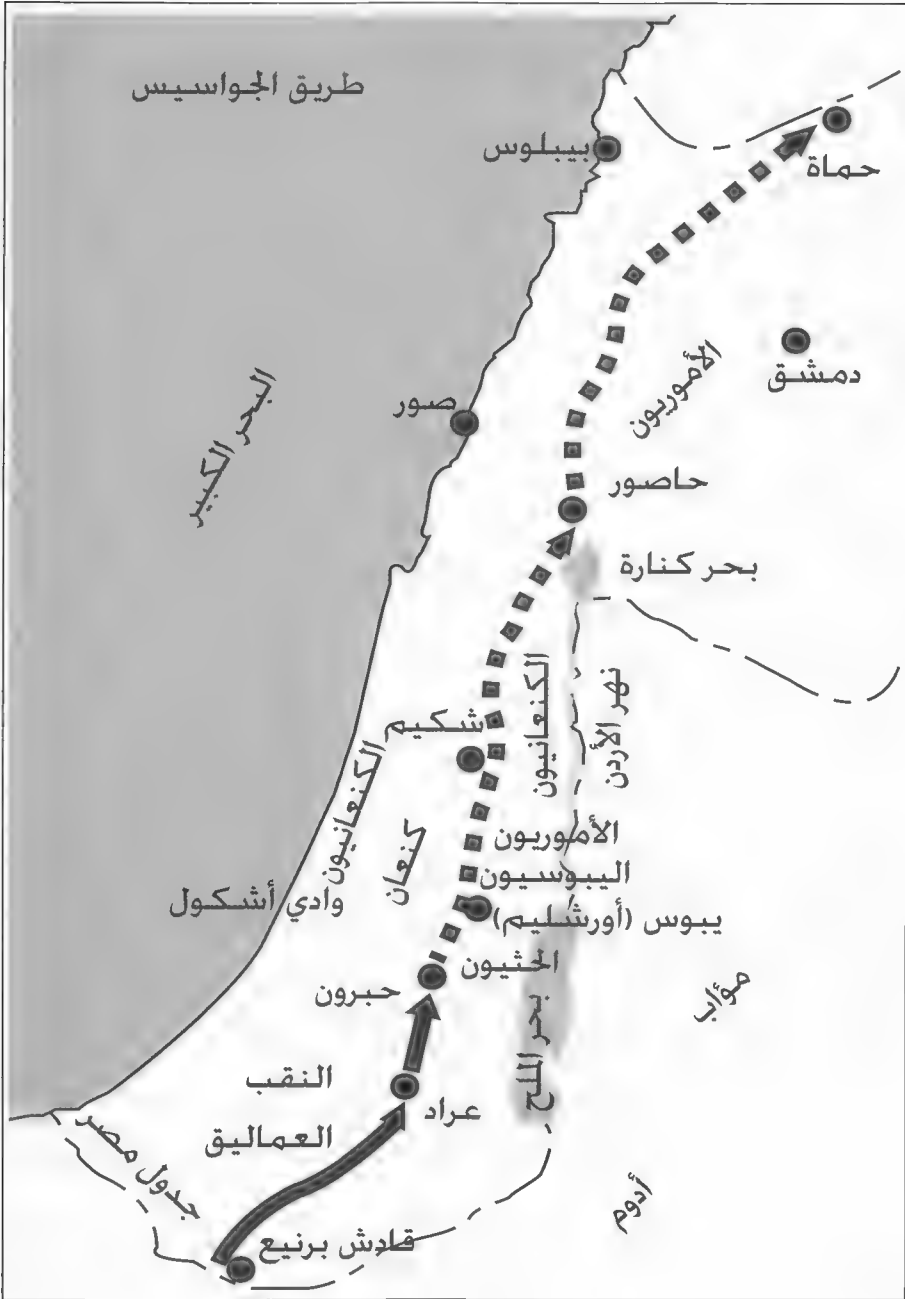 طريق الجواسيس
بيبلوس
حماة
دمشق
الأموريون
البحر الكبير
صور
حاصور
بحر كنارة
الكنعانيون
نهر الأردن
شكيم
الكنعانيون
كنعان
الأموريون
اليبوسيون
وادي أشكول
يبوس (أورشليم)
الحثيون
حبرون
مؤاب
بحر الملح
النقب
عراد
العماليق
جدول مصر
أدوم
قادش برنيع